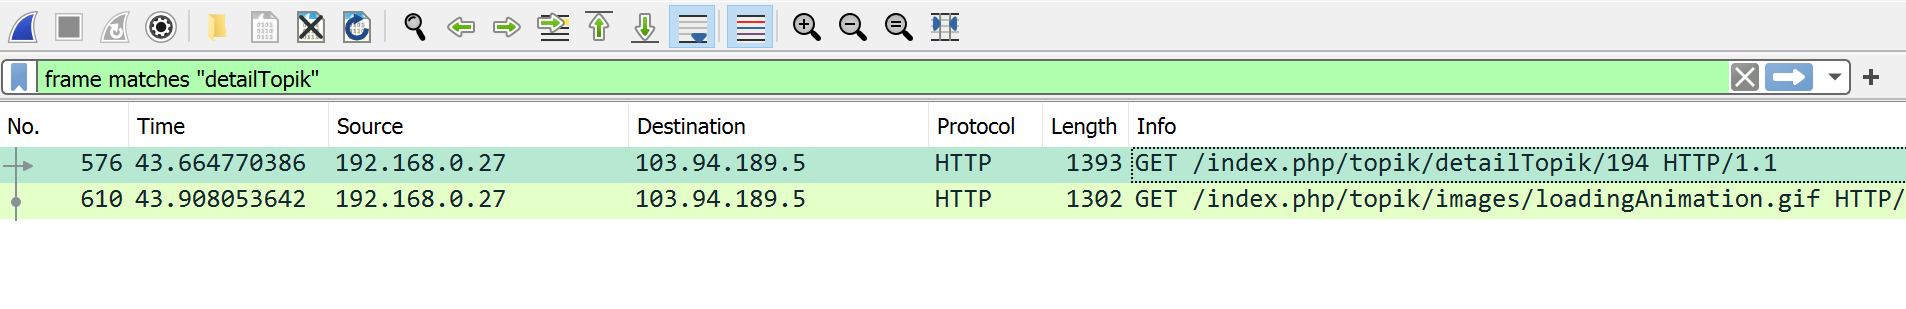 frame matches "detailTopik"
No. Time Source Destination Protocol Length Info
576 43.664770386 192.168.0.27 103.94.189.5 HTTP 1393 GET /index.php/topik/detailTopik/194 HTTP/1.1
610 43.908053642 192.168.0.27 103.94.189.5 HTTP 1302 GET /index.php/topik/images/loadingAnimation.gif HTTP/